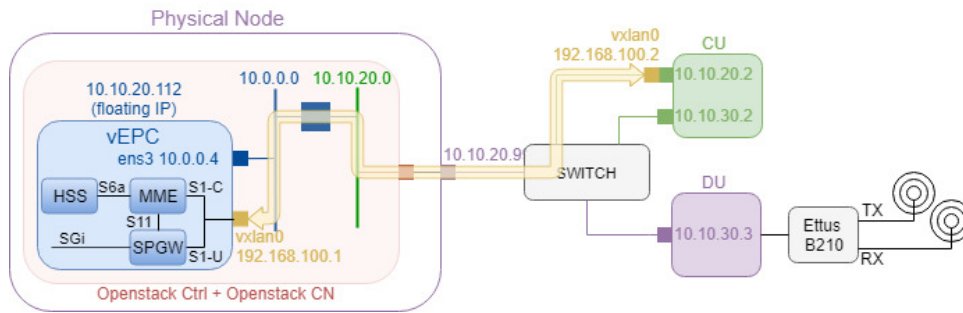 Physical Node
10.10.20.112
(floating IP)
10.0.0.0
10.10.20.0
vxlan0
192.168.100.2
CU
10.10.20.2
10.10.30.2
vEPC
ens3 10.0.0.4
HSS
S6a
MME
S1-C
S11
SGi
SPGW
S1-U
vxlan0
192.168.100.1
Openstack Ctrl + Openstack CN
10.10.20.9
SWITCH
DU
10.10.30.3
Ettus
B210
TX
RX